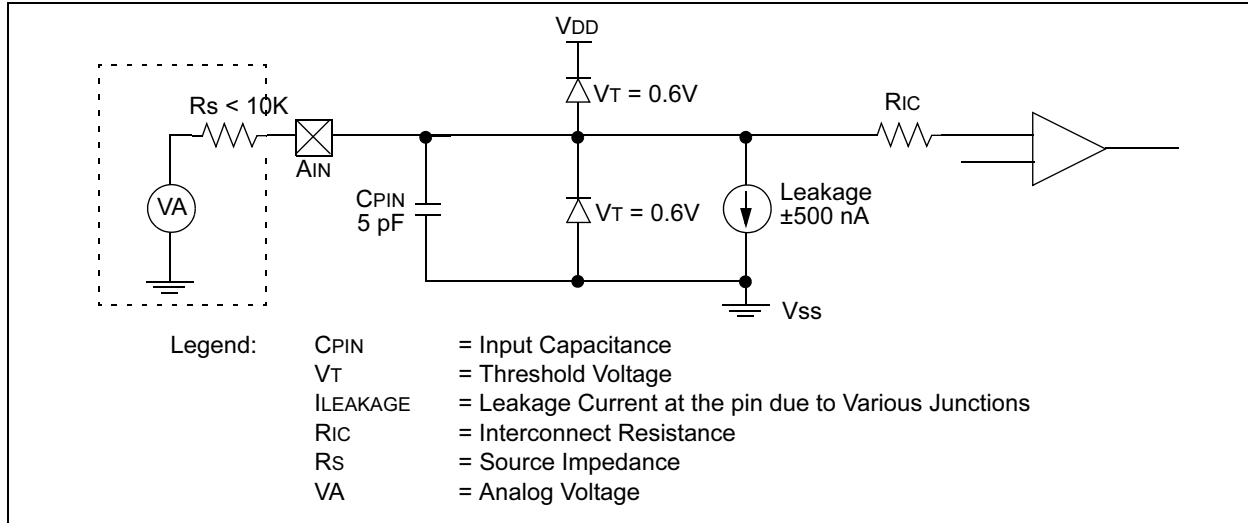 VDD
VT = 0.6V
RS < 10K
RIC
AIN
VA
CPIN
5 pF
VT = 0.6V
Leakage
±500 nA
Vss
Legend: CPIN = Input Capacitance
VT = Threshold Voltage
ILEAKAGE = Leakage Current at the pin due to Various Junctions
RIC = Interconnect Resistance
RS = Source Impedance
VA = Analog Voltage